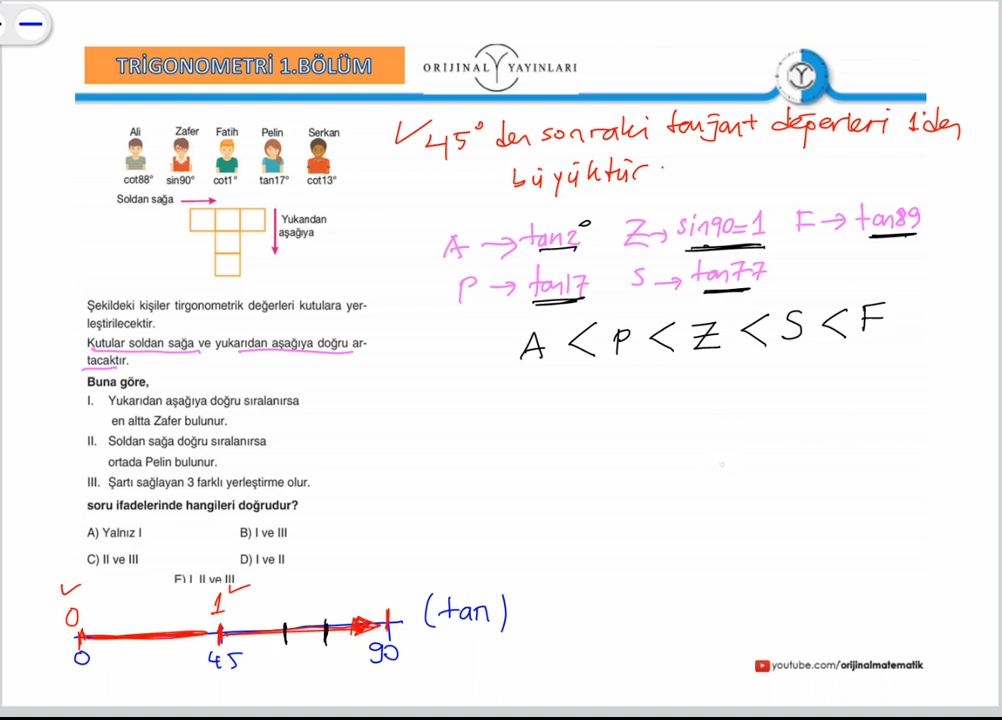 TRİGONOMETRİ 1.BÖLÜM
ORİJİNAL YAYINLARI
Ali Zafer Fatih Pelin Serkan
cot88° sin90° cot1° tan17° cot13°
Soldan sağa
Yukarıdan
aşağıya
Şekildeki kişiler tirgonometrik değerleri kutulara yer-
leştirilecektir.
Kutular soldan sağa ve yukarıdan aşağıya doğru ar-
tacaktır.
Buna göre,
I. Yukarıdan aşağıya doğru sıralanırsa
en altta Zafer bulunur.
II. Soldan sağa doğru sıralanırsa
ortada Pelin bulunur.
III. Şartı sağlayan 3 farklı yerleştirme olur.
soru ifadelerinde hangileri doğrudur?
A) Yalnız I B) I ve III
C) II ve III D) I ve II
E) I, II ve III
✓45° den sonraki tanjant değerleri 1'den
büyüktür.
A → tan2° Z → sin90=1 F → tan89
P → tan17 S → tan77
A < P < Z < S < F
0 1 (tan)
0 45 90
youtube.com/orijinalmatematik